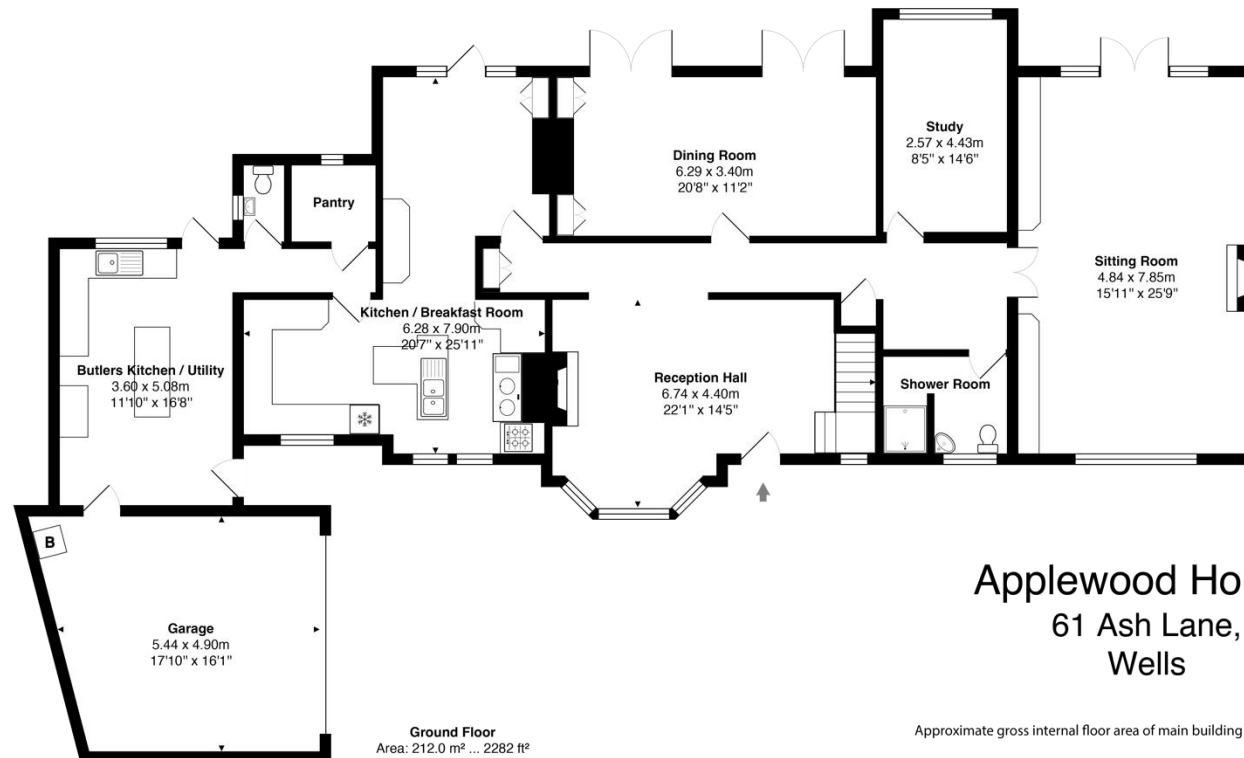 Study
2.57 x 4.43m
8'5" x 14'6"
Dining Room
6.29 x 3.40m
20'8" x 11'2"
Pantry
Sitting Room
4.84 x 7.85m
15'11" x 25'9"
Kitchen / Breakfast Room
6.28 x 7.90m
20'7" x 25'11"
Butlers Kitchen / Utility
3.60 x 5.08m
11'10" x 16'8"
Reception Hall
6.74 x 4.40m
22'1" x 14'5"
Shower Room
B
Garage
5.44 x 4.90m
17'10" x 16'1"
Applewood Ho
61 Ash Lane,
Wells
Ground Floor
Area: 212.0 m² ... 2282 ft²
Approximate gross internal floor area of main building